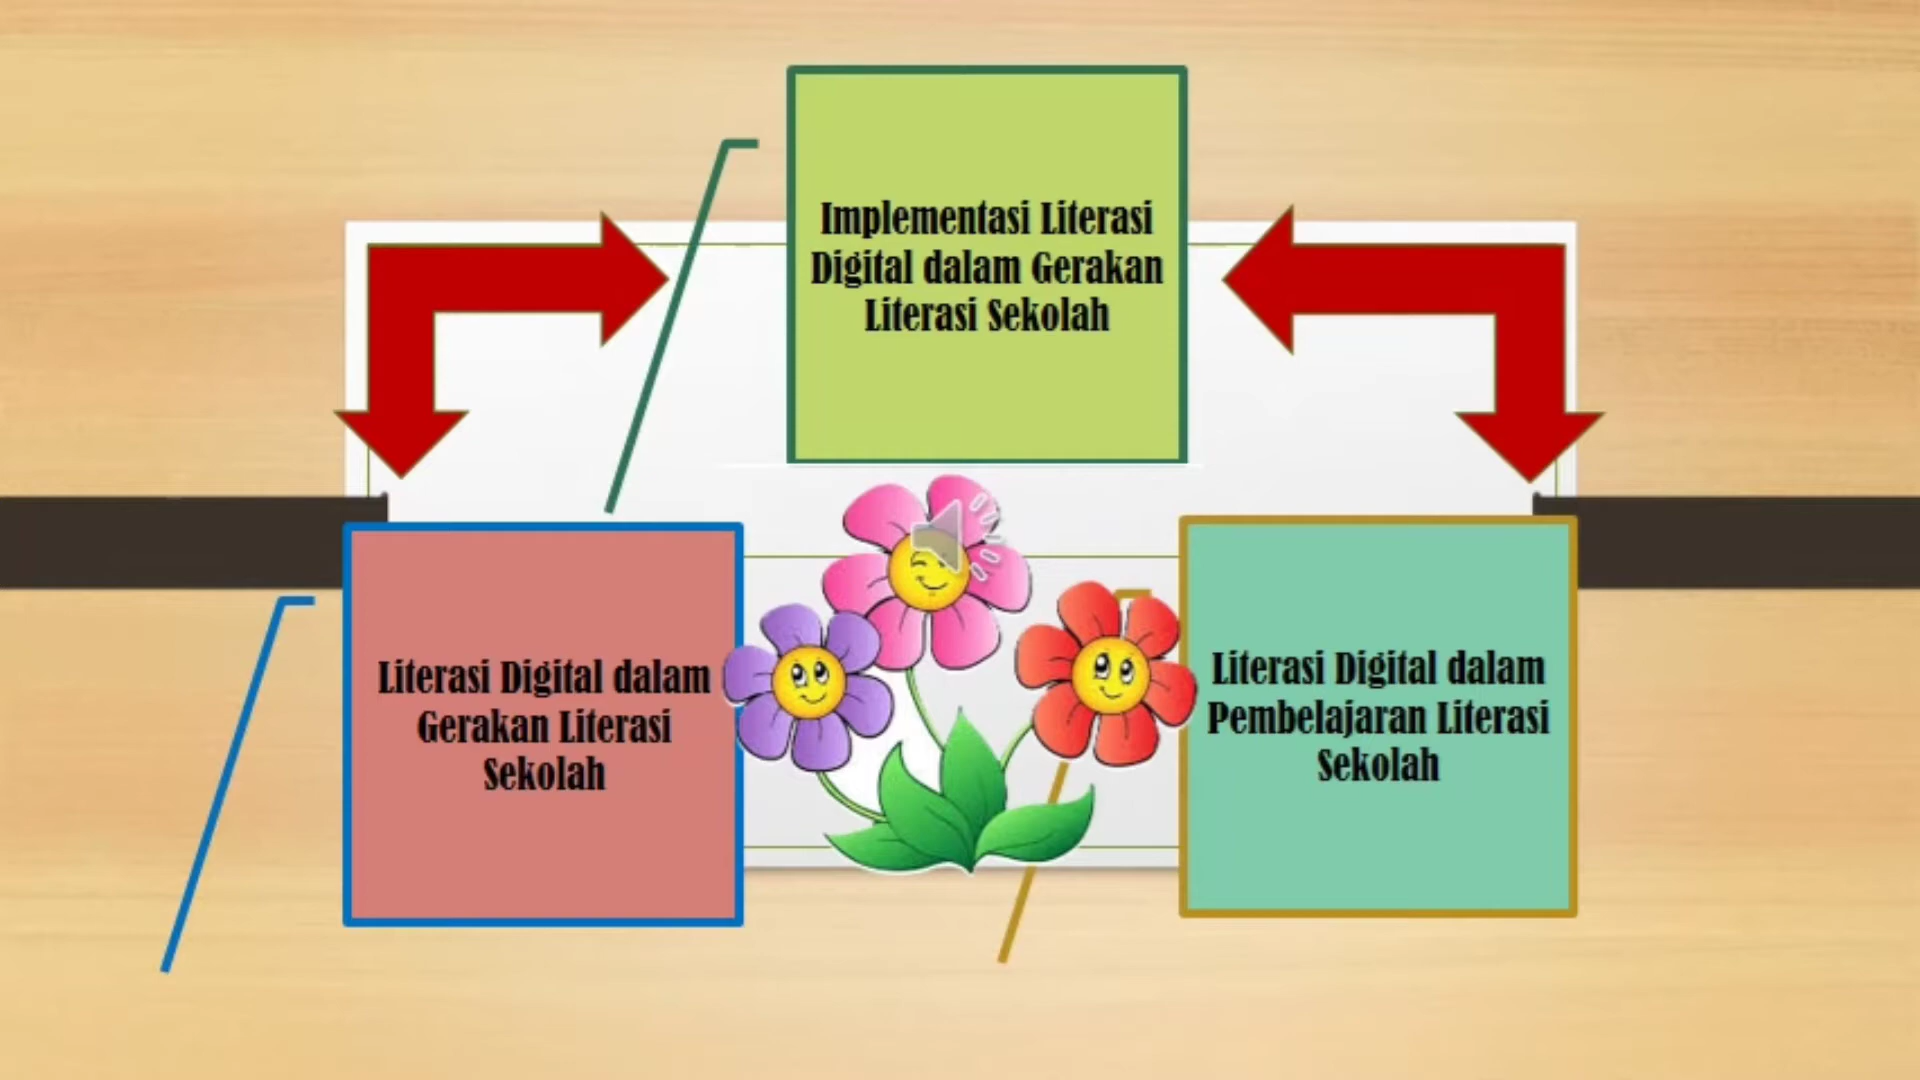 Implementasi Literasi
Digital dalam Gerakan
Literasi Sekolah
Literasi Digital dalam
Gerakan Literasi
Sekolah
Literasi Digital dalam
Pembelajaran Literasi
Sekolah